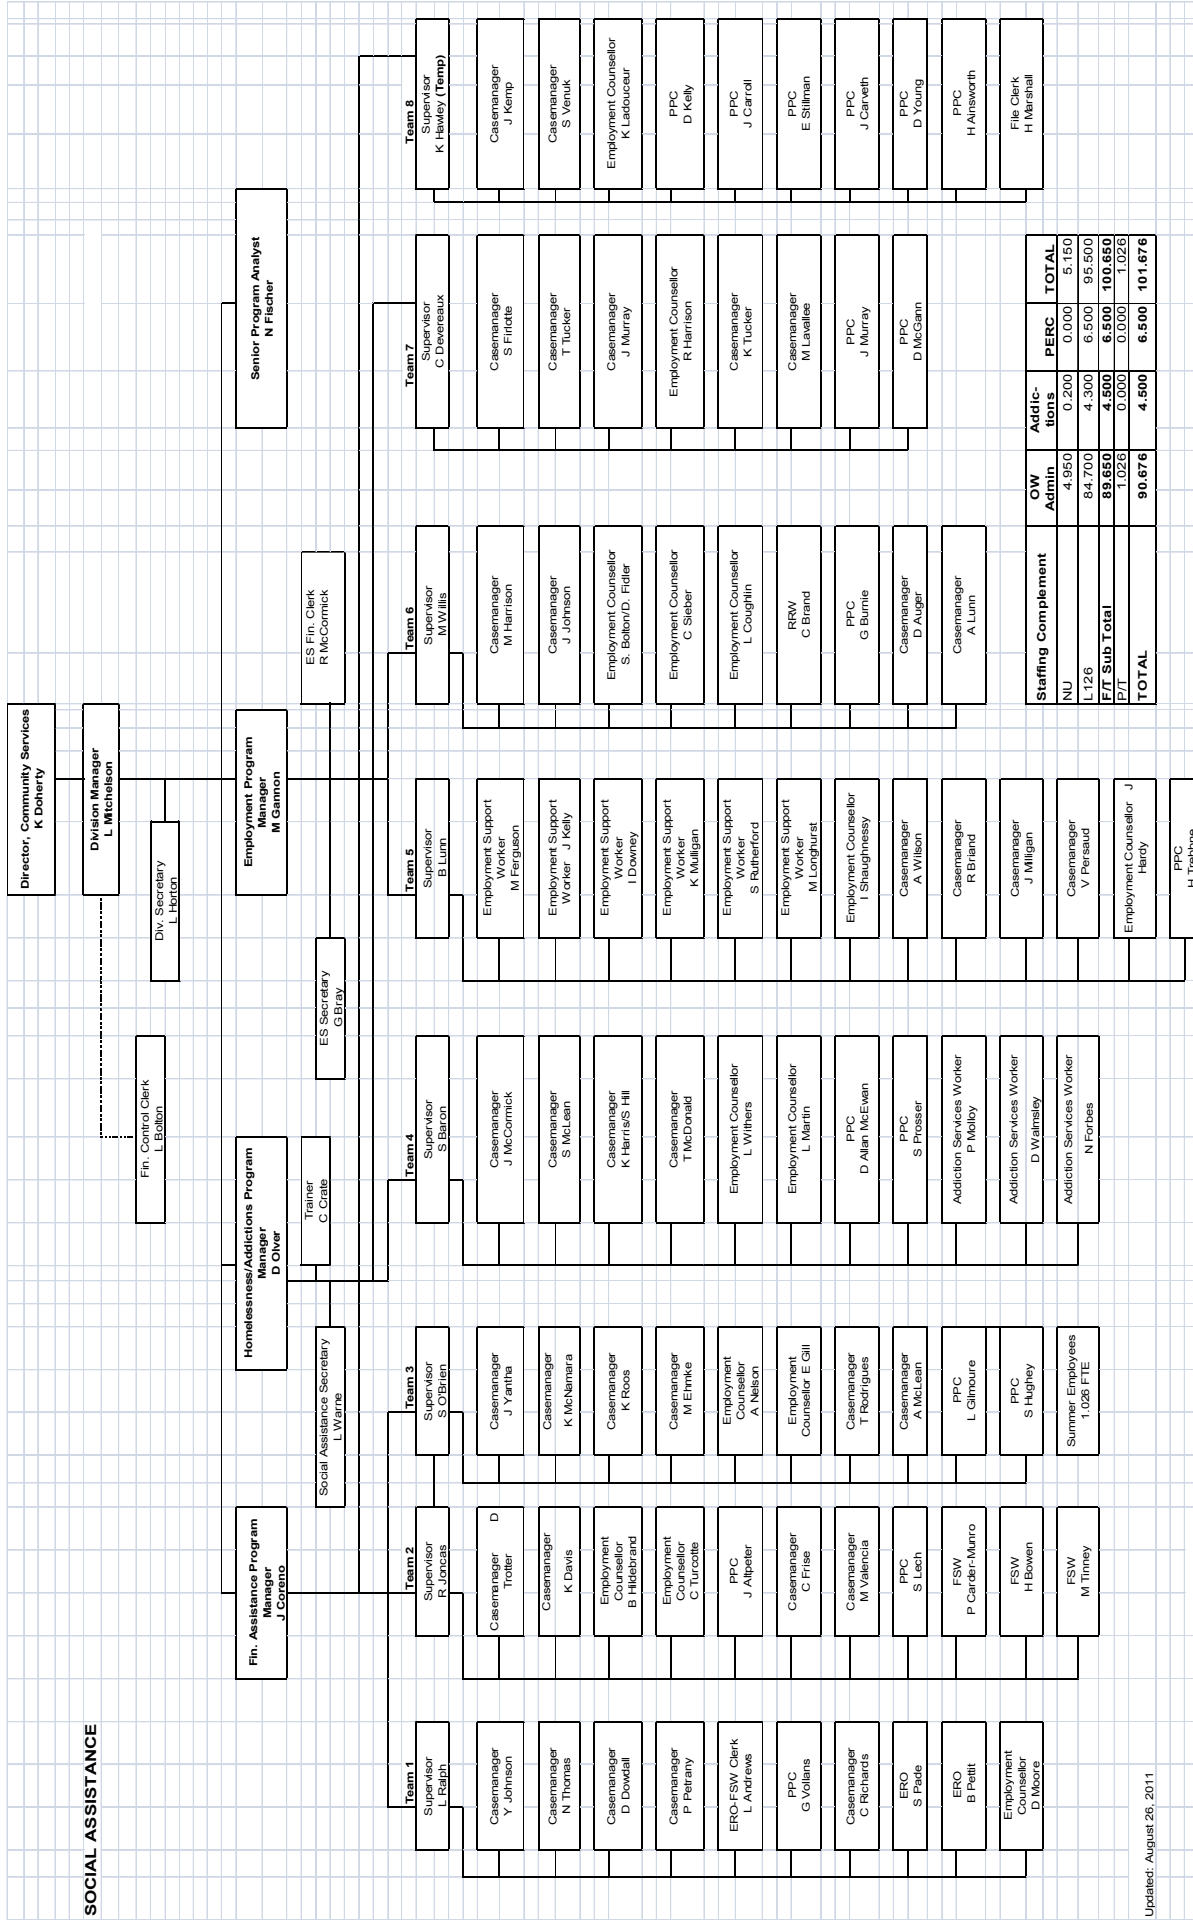 SOCIAL ASSISTANCE
Director, Community Services
K Doherty
Division Manager
L Mitchelson
Fin. Control Clerk
L Bolton
Div. Secretary
L Horton
Fin. Assistance Program
Manager
J Coreno
Homelessness/Addictions Program
Manager
D Olver
Employment Program
Manager
M Gannon
Senior Program Analyst
N Fischer
Social Assistance Secretary
L Warne
Trainer
C Crate
ES Secretary
G Bray
ES Fin. Clerk
R McCormick
Team 1
Supervisor
L Ralph
Casemanager
Y Johnson
Casemanager
N Thomas
Casemanager
D Dowdall
Casemanager
P Petrany
ERO-FSW Clerk
L Andrews
PPC
G Vollans
Casemanager
C Richards
ERO
S Pade
ERO
B Pettit
Employment
Counsellor
D Moore
Team 2
Supervisor
R Joncas
Casemanager D
Trotter
Casemanager
K Davis
Employment
Counsellor
B Hildebrand
Employment
Counsellor
C Turcotte
PPC
J Altpeter
Casemanager
C Frise
Casemanager
M Valencia
PPC
S Lech
FSW
P Carder-Munro
FSW
H Bowen
FSW
M Tinney
Team 3
Supervisor
S O'Brien
Casemanager
J Yantha
Casemanager
K McNamara
Casemanager
K Roos
Casemanager
M Ehmke
Employment
Counsellor
A Nelson
Employment
Counsellor E Gill
Casemanager
T Rodrigues
Casemanager
A McLean
PPC
L Gilmoure
PPC
S Hughey
Summer Employees
1.026 FTE
Team 4
Supervisor
S Baron
Casemanager
J McCormick
Casemanager
S McLean
Casemanager
K Harris/S Hill
Casemanager
T McDonald
Employment Counsellor
L Withers
Employment Counsellor
L Martin
PPC
D Allan McEwan
PPC
S Prosser
Addiction Services Worker
P Molloy
Addiction Services Worker
D Walmsley
Addiction Services Worker
N Forbes
Team 5
Supervisor
B Lunn
Employment Support
Worker
M Ferguson
Employment Support
Worker J Kelly
Employment Support
Worker
I Downey
Employment Support
Worker
K Mulligan
Employment Support
Worker
S Rutherford
Employment Support
Worker
M Longhurst
Employment Counsellor
I Shaughnessy
Casemanager
A Wilson
Casemanager
R Briand
Casemanager
J Milligan
Casemanager
V Persaud
Employment Counsellor J
Hardy
PPC
Team 6
Supervisor
M Willis
Casemanager
M Harrison
Casemanager
J Johnson
Employment Counsellor
S. Bolton/D. Fidler
Employment Counsellor
C Sieber
Employment Counsellor
L Coughlin
RRW
C Brand
PPC
G Burnie
Casemanager
D Auger
Casemanager
A Lunn
Team 7
Supervisor
C Devereaux
Casemanager
S Firlotte
Casemanager
T Tucker
Casemanager
J Murray
Employment Counsellor
R Harrison
Casemanager
K Tucker
Casemanager
M Lavallee
PPC
J Murray
PPC
D McGann
Team 8
Supervisor
K Hawley (Temp)
Casemanager
J Kemp
Casemanager
S Venuk
Employment Counsellor
K Ladouceur
PPC
D Kelly
PPC
J Carroll
PPC
E Stillman
PPC
J Carveth
PPC
D Young
PPC
H Ainsworth
File Clerk
H Marshall
Staffing Complement OW Admin Addic-tions PERC TOTAL
NU 4.950 0.200 0.000 5.150
L126 84.700 4.300 6.500 95.500
F/T Sub Total 89.650 4.500 6.500 100.650
P/T 1.026 0.000 0.000 1.026
TOTAL 90.676 4.500 6.500 101.676
Updated: August 26, 2011